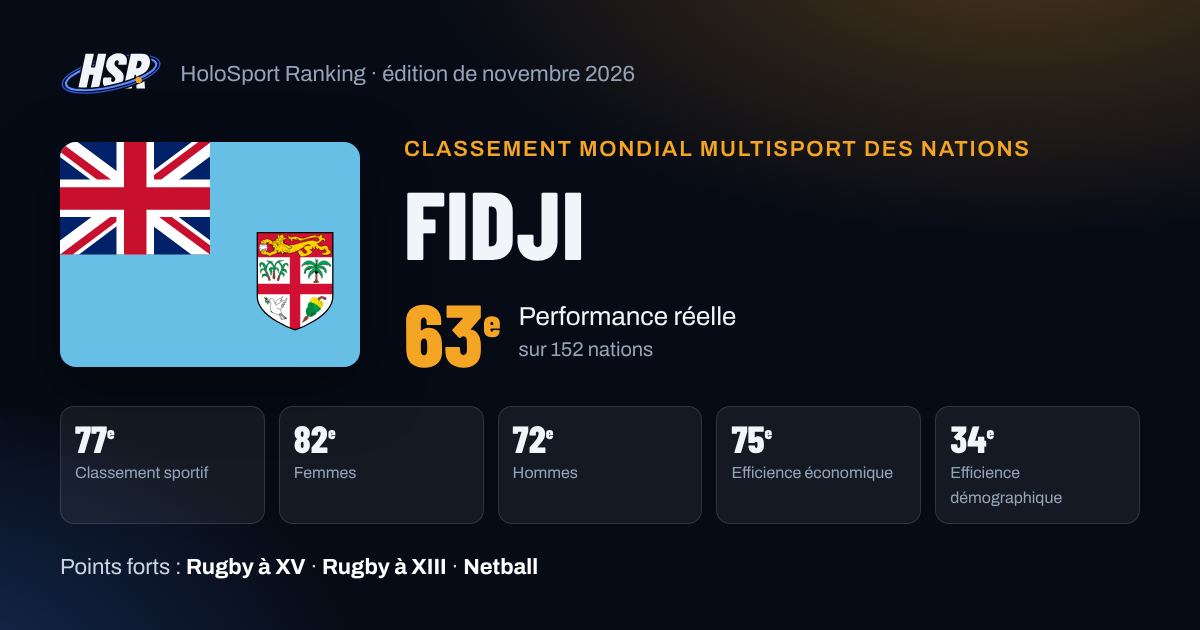 HSR
HoloSport Ranking · édition de novembre 2026
CLASSEMENT MONDIAL MULTISPORT DES NATIONS
FIDJI
63e Performance réelle
sur 152 nations
77e
Classement sportif
82e
Femmes
72e
Hommes
75e
Efficience économique
34e
Efficience
démographique
Points forts : Rugby à XV · Rugby à XIII · Netball